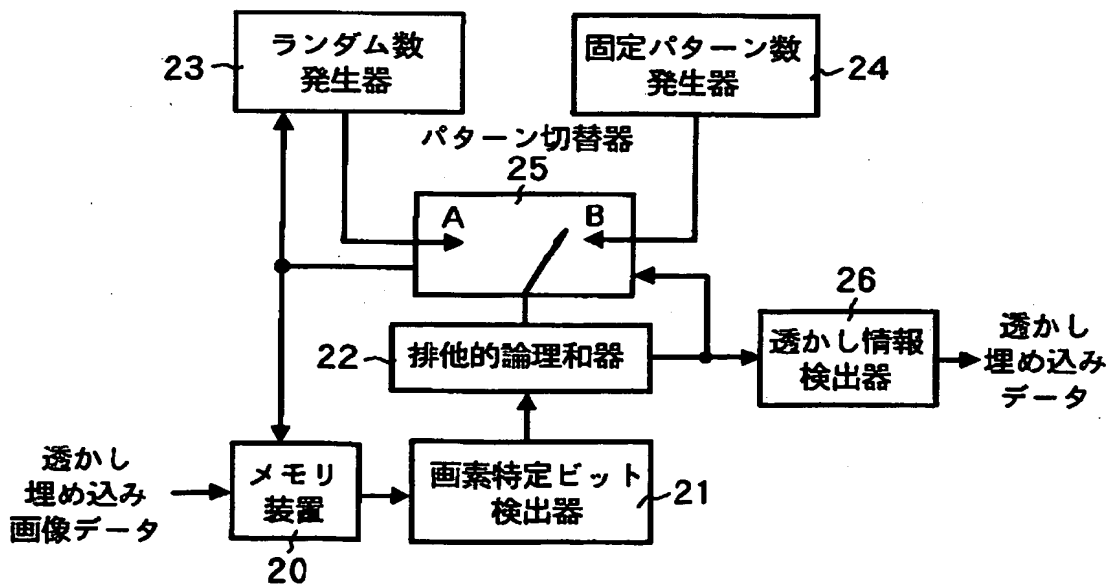 ランダム数
発生器
23
固定パターン数
発生器
24
パターン切替器
25
A
B
26
22
排他的論理和器
透かし情報
検出器
透かし
埋め込み
データ
透かし
埋め込み
画像データ
メモリ
装置
20
画素特定ビット
検出器
21